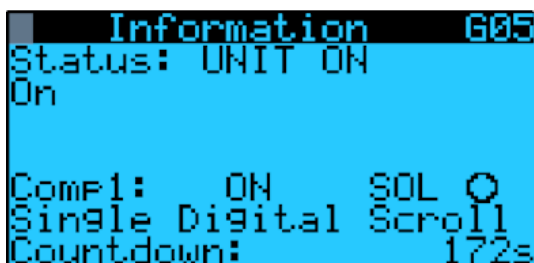 Information G05
Status: UNIT ON
On
Comp1: ON SOL
Single Digital Scroll
Countdown: 172s